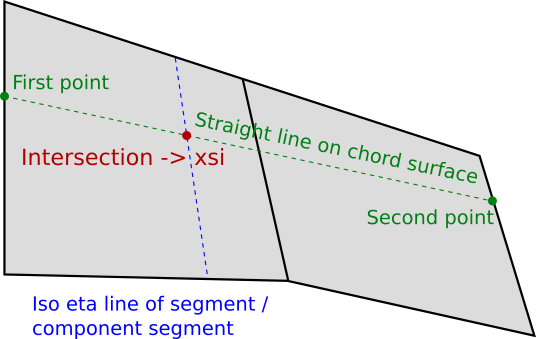 First point
Straight line on chord surface
Intersection -> xsi
Second point
Iso eta line of segment /
component segment